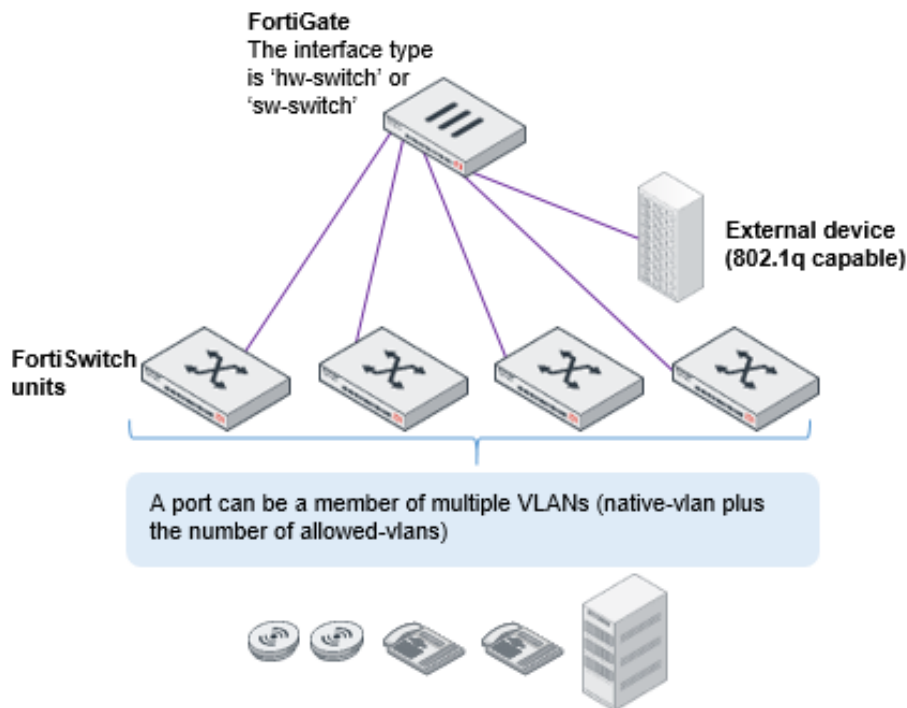 FortiGate
The interface type
is ‘hw-switch’ or
‘sw-switch’
External device
(802.1q capable)
FortiSwitch
units
A port can be a member of multiple VLANs (native-vlan plus
the number of allowed-vlans)